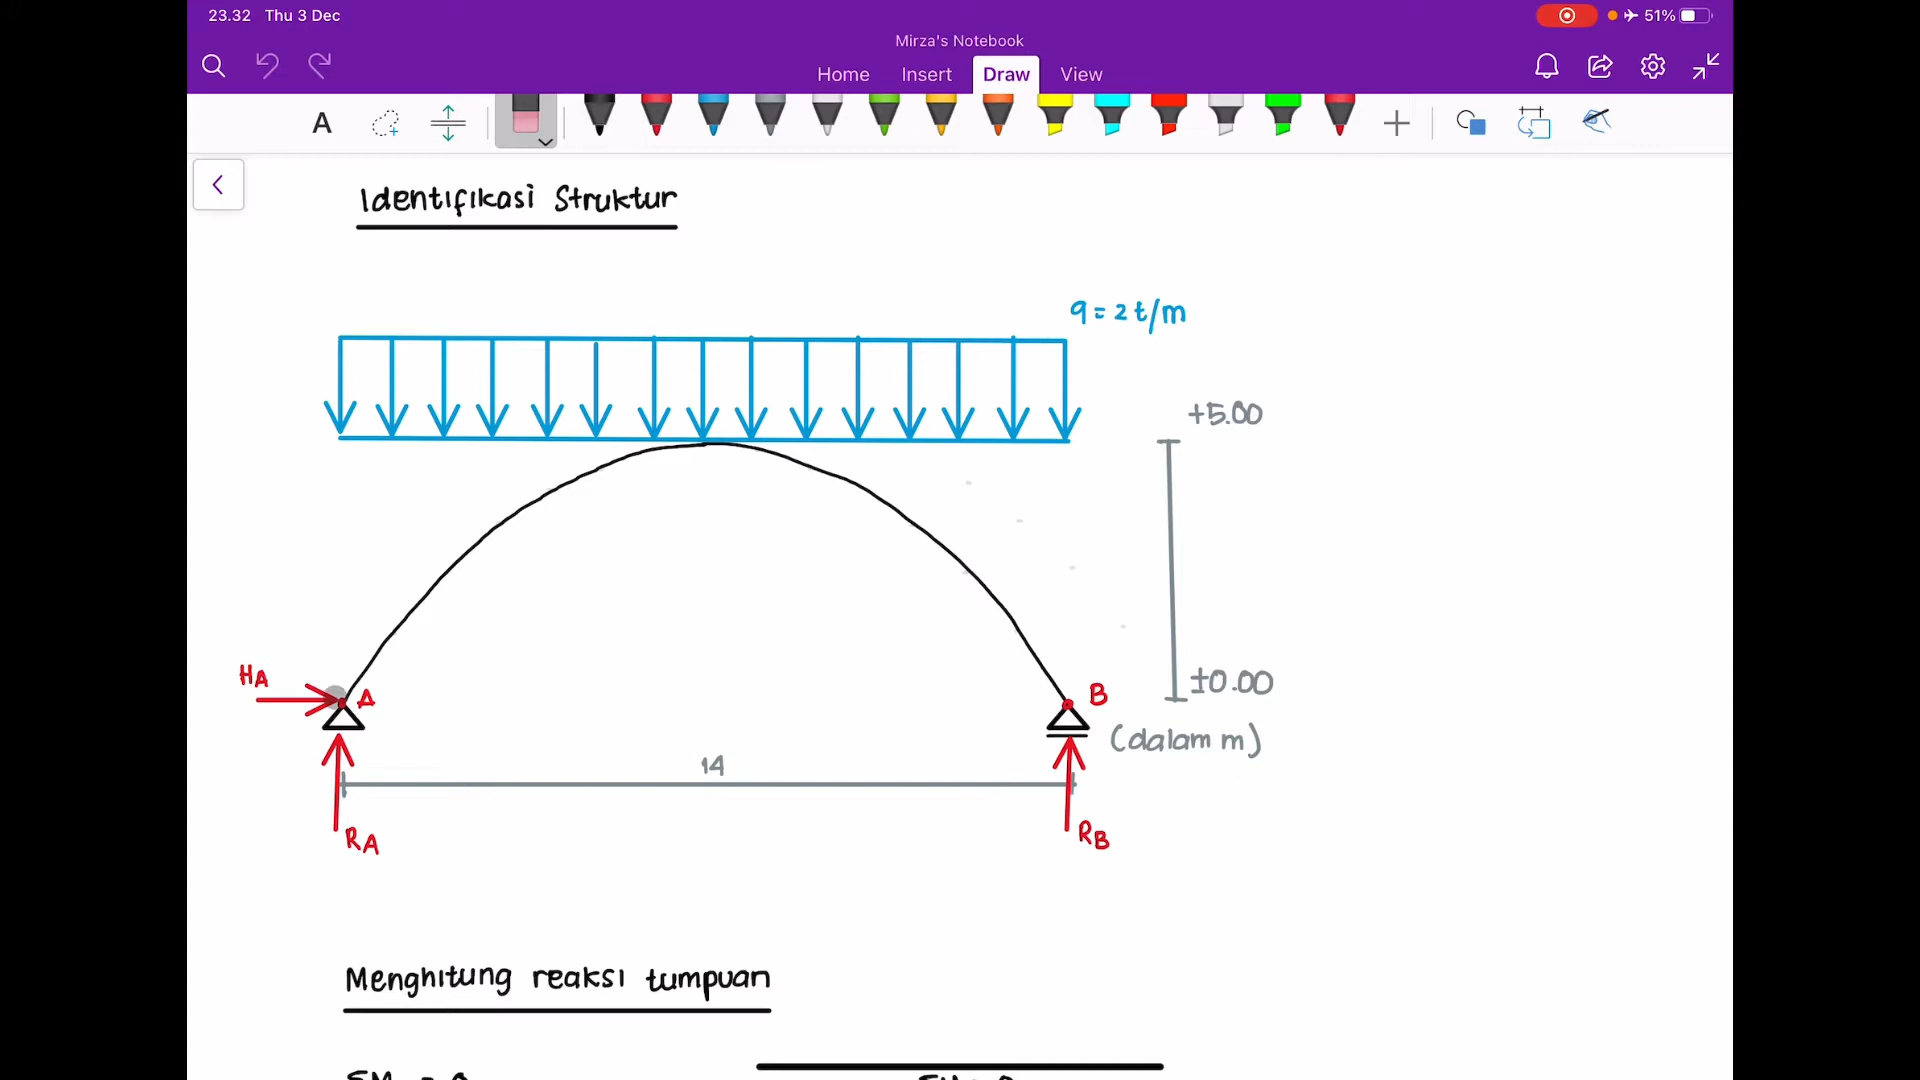 23.32 Thu 3 Dec
51%
Mirza's Notebook
Home Insert Draw View
A
Identifikasi Struktur
q = 2 t/m
+5.00
HA
A
B
±0.00
(dalam m)
14
RA
RB
Menghitung reaksi tumpuan